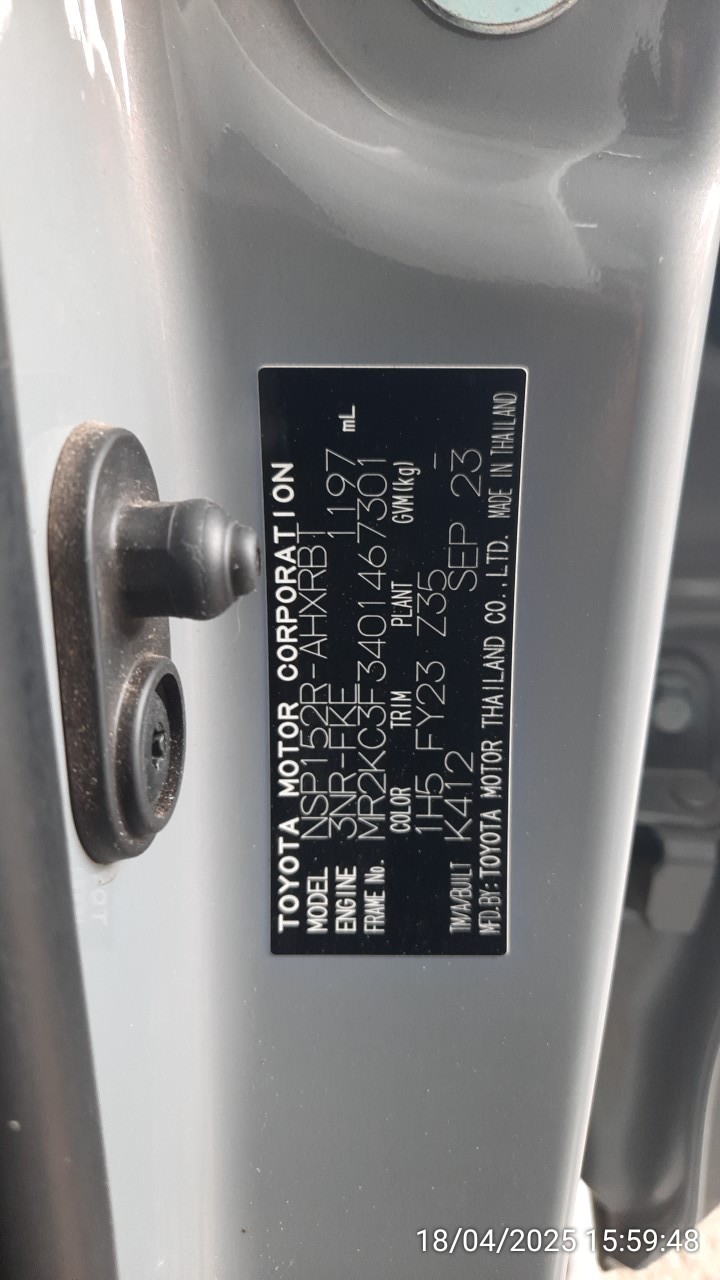 TOYOTA MOTOR CORPORATION
MODEL NSP152R-AHXRBT
ENGINE 3NR-FKE 1197 mL
FRAME No. MR2KC3F3401467301
COLOR TRIM PLANT GVM(kg)
1H5 FY23 Z35 –
TM/A/BUILT K412 SEP 23
MFD.BY:TOYOTA MOTOR THAILAND CO.,LTD. MADE IN THAILAND
18/04/2025 15:59:48